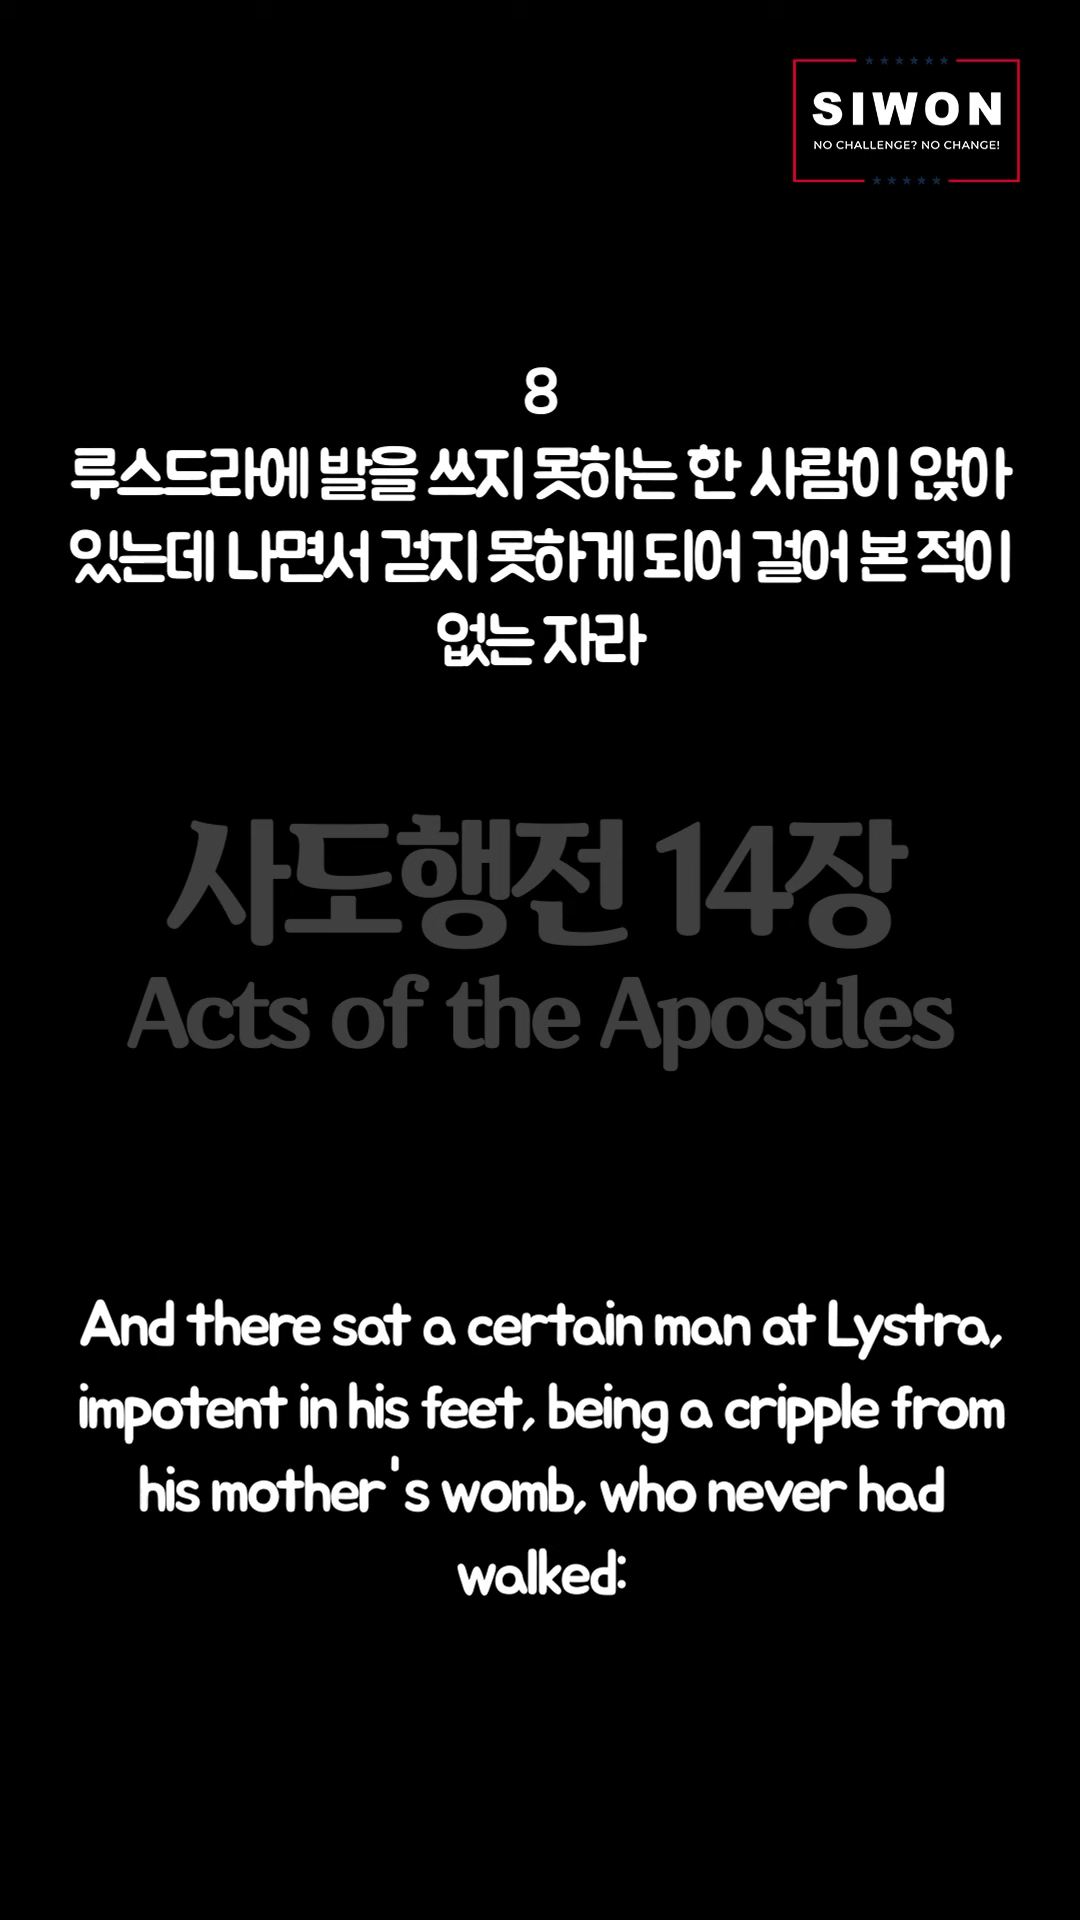 SIWON
NO CHALLENGE? NO CHANGE!
8
루스드라에 발을 쓰지 못하는 한 사람이 앉아
있는데 나면서 걷지 못하게 되어 걸어 본 적이
없는 자라
사도행전 14장
Acts of the Apostles
And there sat a certain man at Lystra,
impotent in his feet, being a cripple from
his mother's womb, who never had
walked: